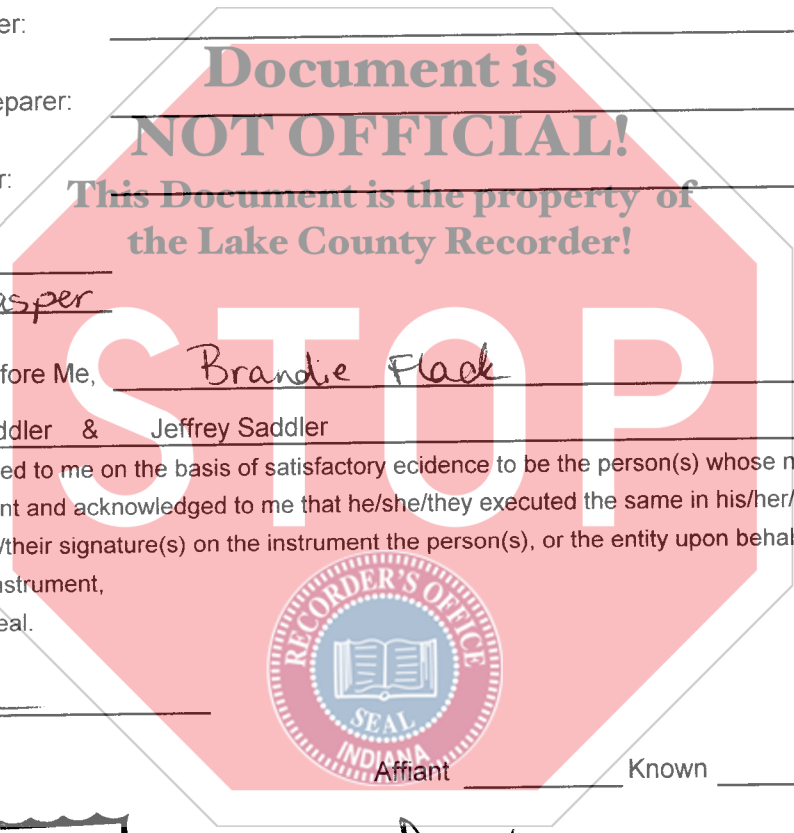 er:
Document is
eparer:
NOT OFFICIAL!
r:
This Document is the property of
the Lake County Recorder!
asper
STOP
fore Me, Brandie Flack
ddler & Jeffrey Saddler
ed to me on the basis of satisfactory ecidence to be the person(s) whose n
nt and acknowledged to me that he/she/they executed the same in his/her/
/their signature(s) on the instrument the person(s), or the entity upon behal
nstrument,
eal.
RECORDER'S OFFICE
SEAL
INDIANA
Affiant Known